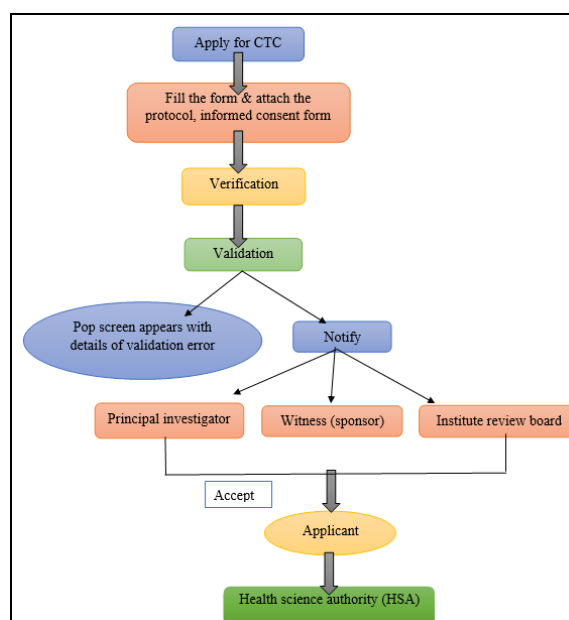 Apply for CTC
Fill the form & attach the
protocol, informed consent form
Verification
Validation
Pop screen appears with
details of validation error
Notify
Principal investigator
Witness (sponsor)
Institute review board
Accept
Applicant
Health science authority (HSA)